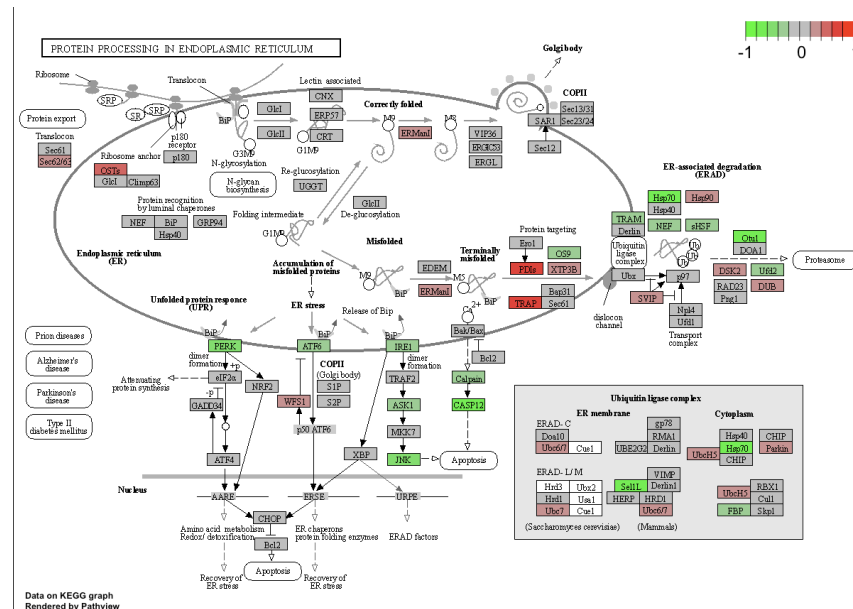 -1
0
PROTEIN PROCESSING IN ENDOPLASMIC RETICULUM
Golgi body
Ribosome
Translocon
Lectin associated
COPII
SRP
SRP
SR
CNX
Correctly folded
BiP
GlcI
ERP57
M9
M8
Sec13/31
Protein export
GlcII
CRT
ERManI
VIP36
SAR1
Sec23/24
p180
receptor
G3M9
G1M9
ERGIC53
Sec12
Translocon
N-glycosylation
ERGL
Sec61
Sec62/63
Ribosome anchor
p180
Re-glucosylation
ER-associated degradation
(ERAD)
OSTs
N-glycan
biosynthesis
UGGT
GlcI
Climp63
GlcII
Hsp70
Hsp90
Protein recognition
by luminal chaperones
De-glucosylation
Hsp40
NEF
BiP
GRP94
Folding intermediate
Protein targeting
TRAM
NEF
sHSF
Hsp40
G1M9
Derlin
Otu1
Misfolded
Terminally
misfolded
Ero1
OS9
Ubiquitin
ligase
complex
Ub
Ub
Ub
DOA1
Endoplasmic reticulum
(ER)
Accumulation of
misfolded proteins
M9
EDEM
M5
PDIs
XTP3B
Proteasome
Ubx
p97
DSK2
Ufd2
BiP
ERManI
BiP
Bap31
SVIP
RAD23
DUB
Unfolded protein responce
(UPR)
ER stress
TRAP
Sec61
Png1
Release of Bip
2+
dislocon
channel
Npl4
Ufd1
Transport
complex
BiP
BiP
BiP
Bak/Bax
Prion diseases
PERK
ATF6
IRE1
Bcl2
dimer
formation
+p
COPII
(Golgi body)
dimer
formation
Alzheimer's
disease
Attenuating
protein synthesis
eIF2α
NRF2
S1P
TRAF2
Calpain
Ubiquitin ligase complex
Parkinson's
disease
-p
GADD34
WFS1
S2P
ASK1
CASP12
ER membrane
Cytoplasm
Type II
diabetes mellitus
p50 ATF6
MKK7
ERAD- C
gp78
Doa10
RMA1
Hsp40
CHIP
Ubc6/7
Cue1
UBE2G2
Derlin
UbcH5
Hsp70
Parkin
CHIP
ATF4
XBP
JNK
Apoptosis
ERAD- L/M
VIMP
Hrd3
Ubx2
Sel1L
Derlin1
UbcH5
RBX1
Nucleus
Hrd1
Usa1
HERP
HRD1
Cul1
AARE
ERSE
URPE
Ubc7
Cue1
Ubc6/7
FBP
Skp1
CHOP
(Saccharomyces cerevisiae)
(Mammals)
Amino acid metabolism
Redox/ detoxification
Bcl2
ER chaperons
protein folding enzymes
ERAD factors
Recovery of
ER stress
Apoptosis
Recovery of
ER stress
Data on KEGG graph
Rendered by Pathview